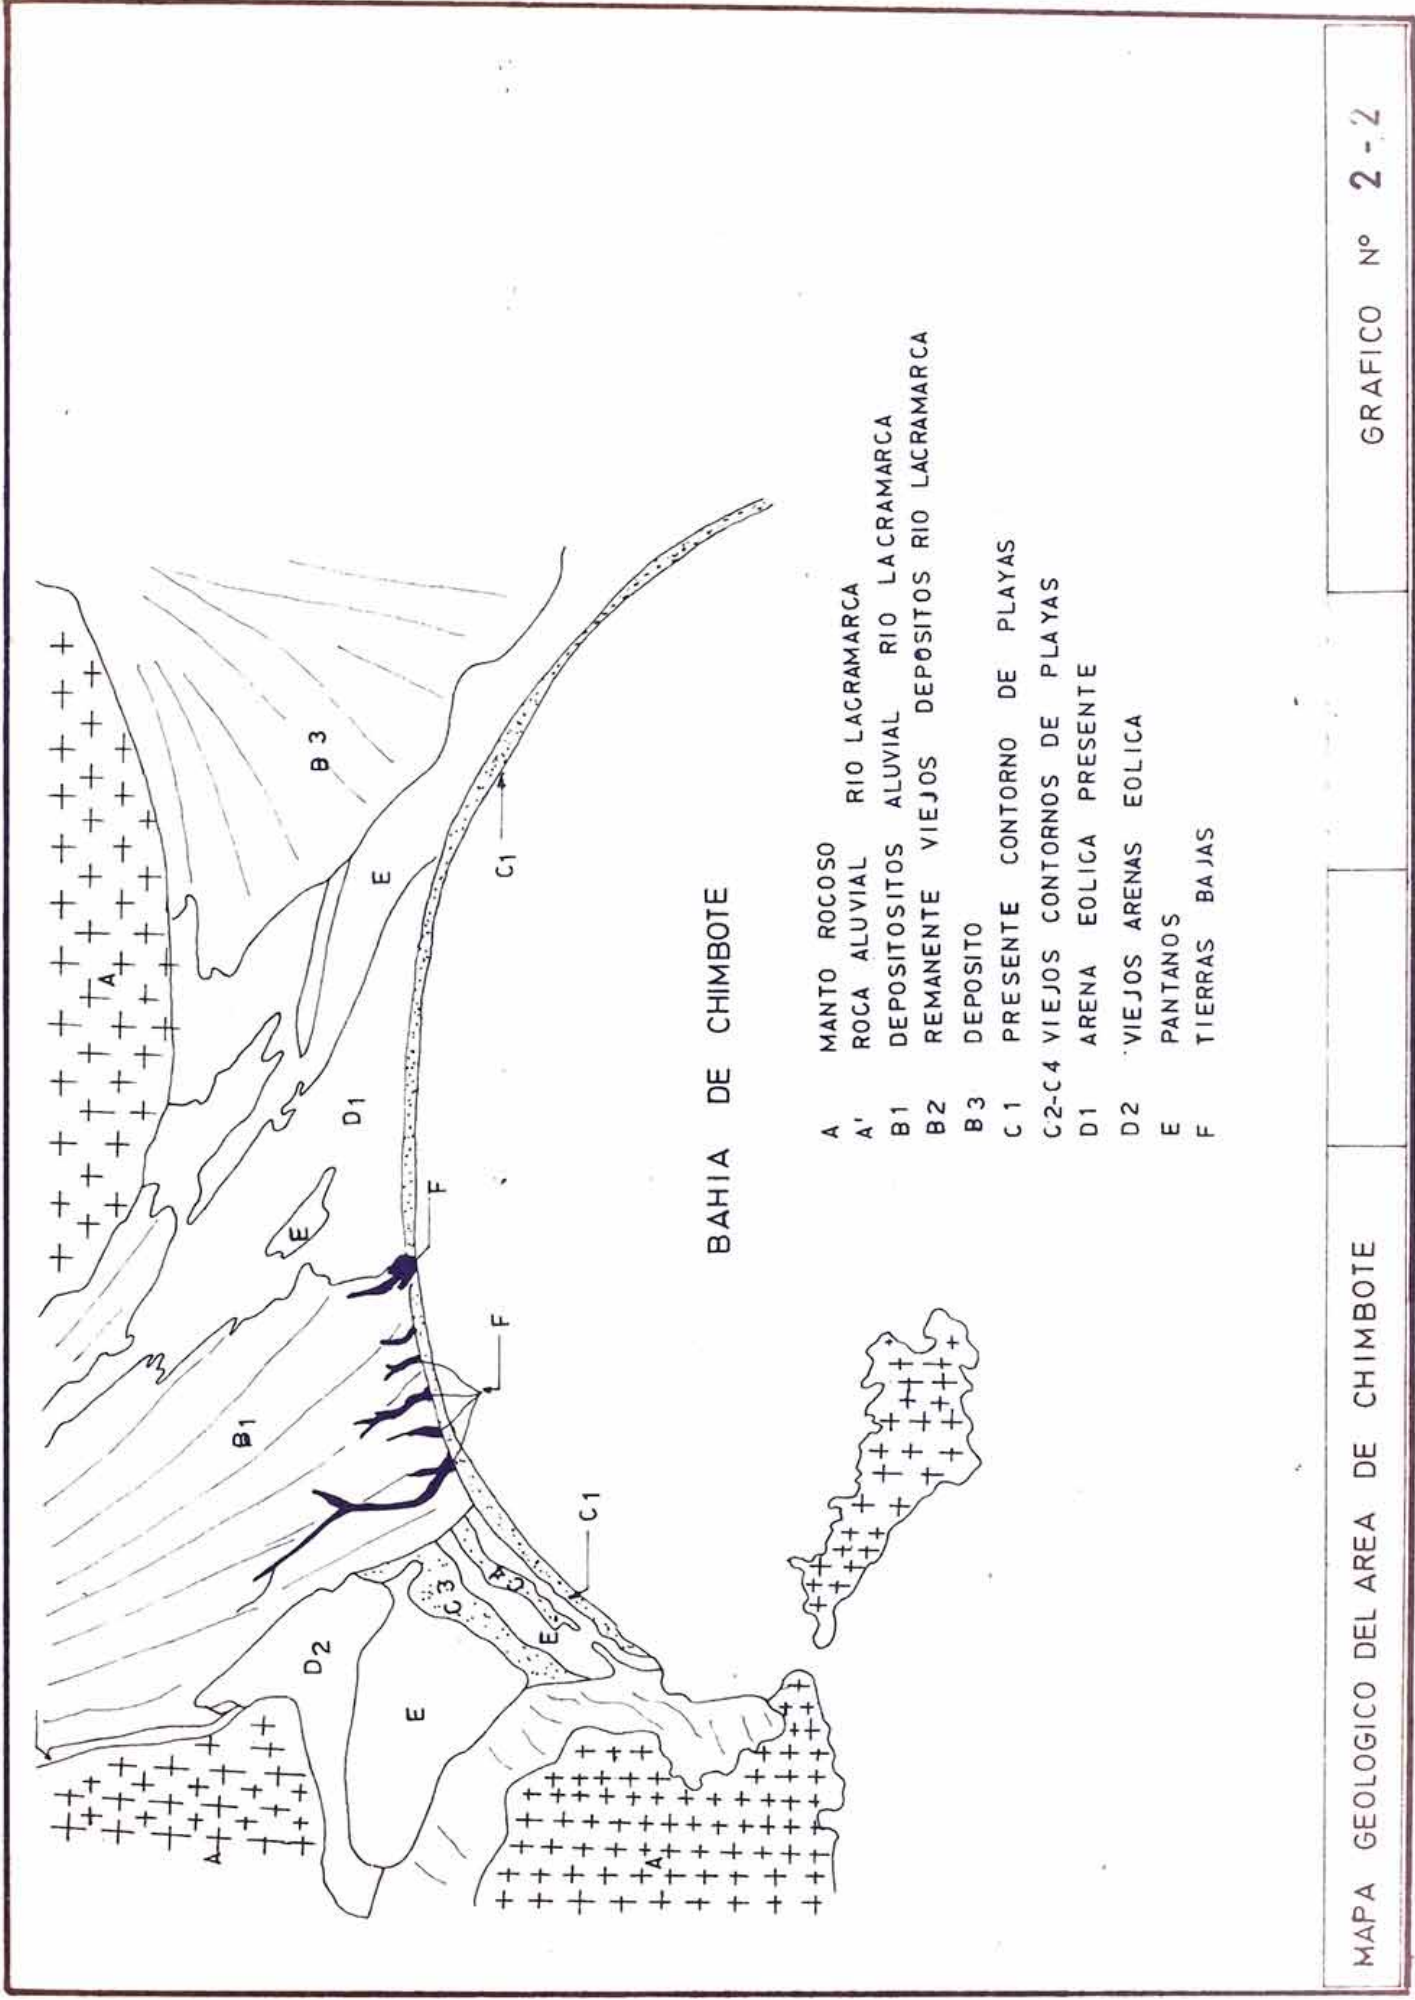 A
B 3
A
E
C1
D1
E
F
B1
F
C 3
C4
E
C1
D2
E
A
A
BAHIA DE CHIMBOTE
A MANTO ROCOSO
A' ROCA ALUVIAL RIO LACRAMARCA
B1 DEPOSITOSITOS ALUVIAL RIO LACRAMARCA
B2 REMANENTE VIEJOS DEPOSITOS RIO LACRAMARCA
B3 DEPOSITO
C1 PRESENTE CONTORNO DE PLAYAS
C2-C4 VIEJOS CONTORNOS DE PLAYAS
D1 ARENA EOLICA PRESENTE
D2 VIEJOS ARENAS EOLICA
E PANTANOS
F TIERRAS BAJAS
MAPA GEOLOGICO DEL AREA DE CHIMBOTE
GRAFICO Nº 2-2